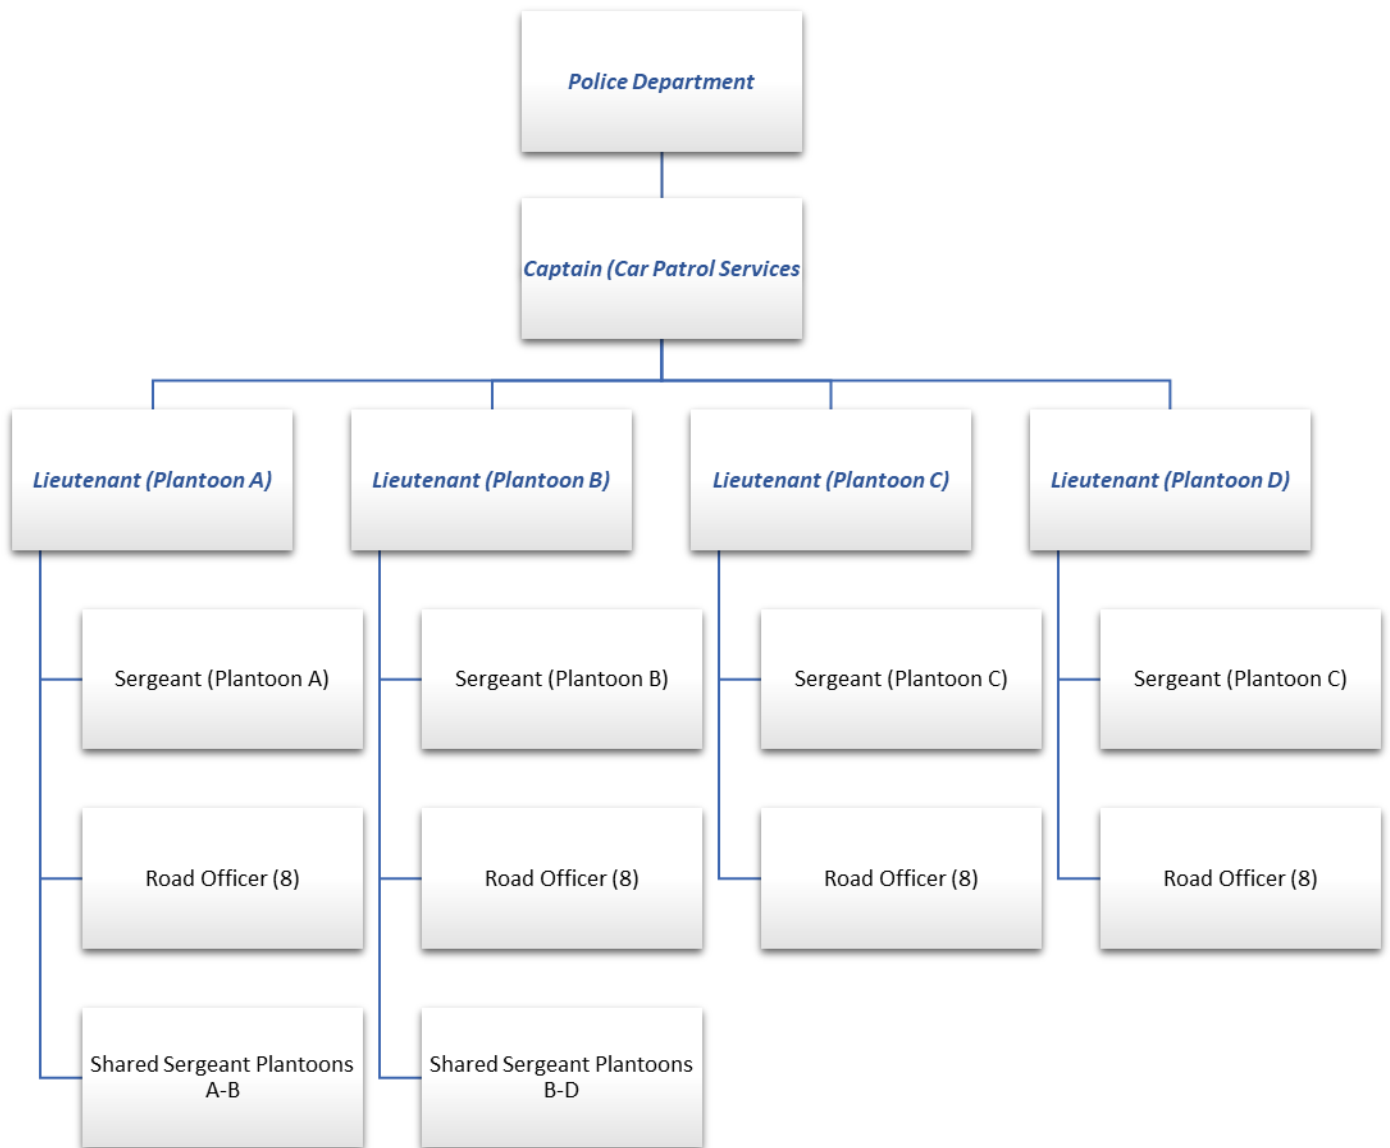 Police Department
Captain (Car Patrol Services
Lieutenant (Plantoon A)
Lieutenant (Plantoon B)
Lieutenant (Plantoon C)
Lieutenant (Plantoon D)
Sergeant (Plantoon A)
Sergeant (Plantoon B)
Sergeant (Plantoon C)
Sergeant (Plantoon C)
Road Officer (8)
Road Officer (8)
Road Officer (8)
Road Officer (8)
Shared Sergeant Plantoons
A-B
Shared Sergeant Plantoons
B-D